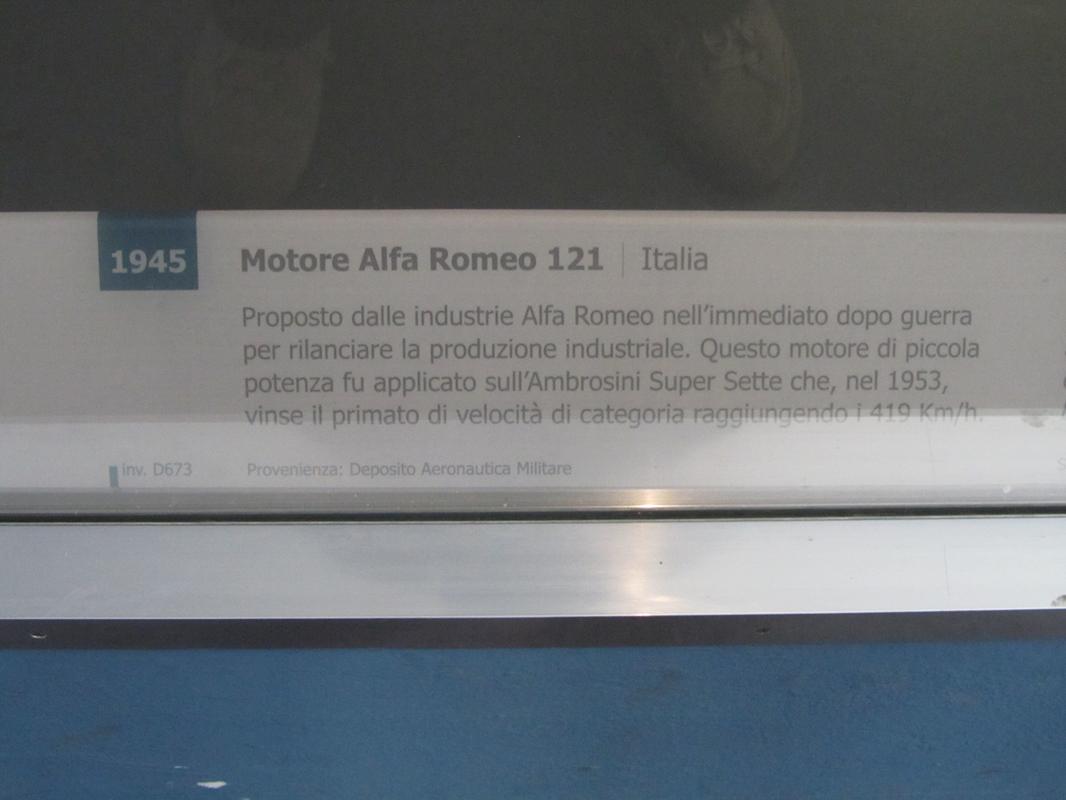 1945
Motore Alfa Romeo 121 | Italia
Proposto dalle industrie Alfa Romeo nell'immediato dopo guerra
per rilanciare la produzione industriale. Questo motore di piccola
potenza fu applicato sull'Ambrosini Super Sette che, nel 1953,
vinse il primato di velocità di categoria raggiungendo i 419 Km/h.
inv. D673
Provenienza: Deposito Aeronautica Militare